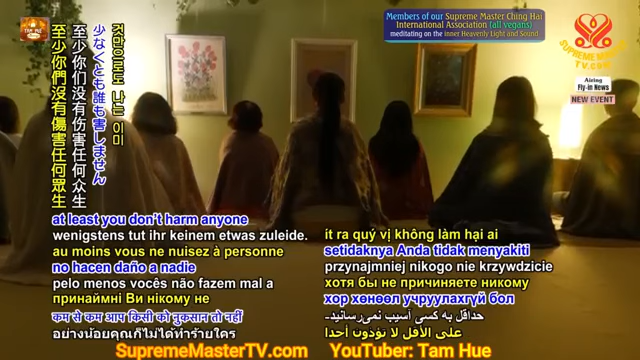 TAM HUE
Members of our Supreme Master Ching Hai
International Association (all vegans)
meditating on the inner Heavenly Light and Sound
SUPREME MASTER
TV.COM
Airing
Fly-in News
NEW EVENT
것만으로도 나는 이미
少なくとも誰も害しません
至少你们没有伤害任何众生
至少你們沒有傷害任何眾生
at least you don't harm anyone
wenigstens tut ihr keinem etwas zuleide.
au moins vous ne nuisez à personne
no hacen daño a nadie
pelo menos vocês não fazem mal a
принаймні Ви нікому не
कम से कम आप किसी को नुकसान तो नहीं
อย่างน้อยคุณก็ไม่ได้ทำร้ายใคร
ít ra quý vị không làm hại ai
setidaknya Anda tidak menyakiti
przynajmniej nikogo nie krzywdzicie
хотя бы не причиняете никому
хор хөнөөл учруулахгүй бол
حداقل به کسی آسیب نمی‌رسانید-
على الأقل لا تؤذون أحدا
SupremeMasterTV.com
YouTuber: Tam Hue